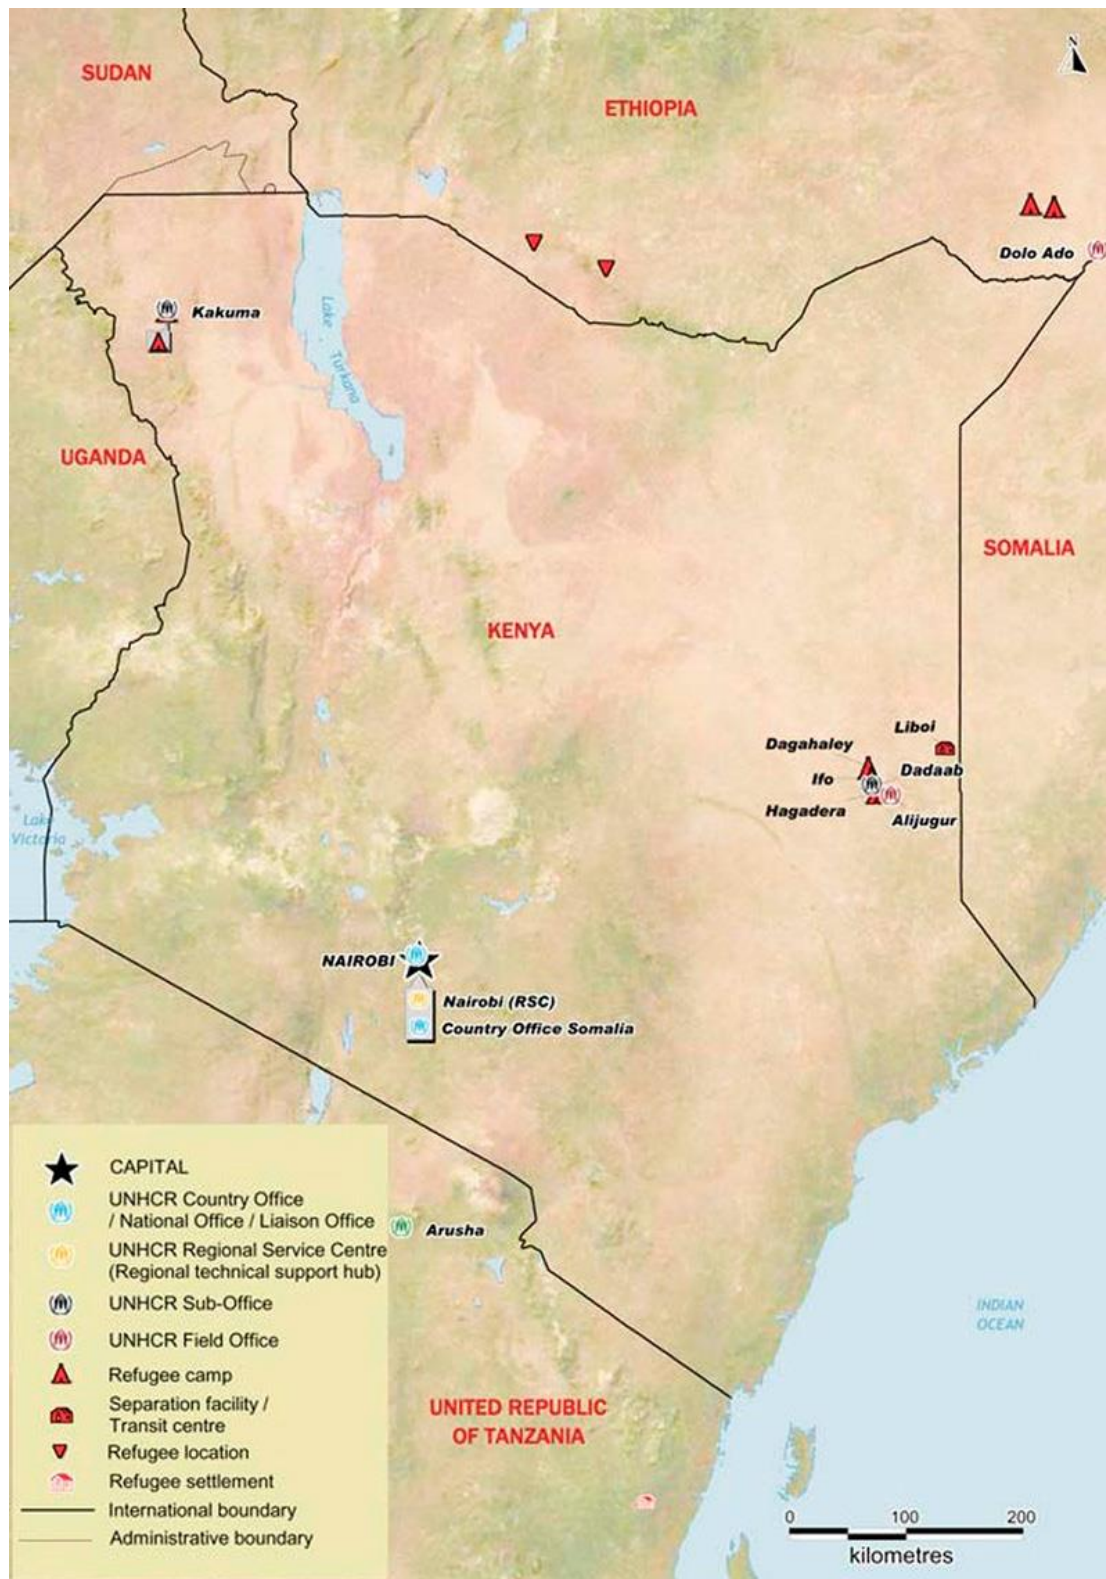 N
SUDAN
ETHIOPIA
Dolo Ado
Kakuma
Lake
Turkana
UGANDA
SOMALIA
KENYA
Liboi
Dagahaley
Dadaab
Ifo
Hagadera
Alijugur
Lake
Victoria
NAIROBI
Nairobi (RSC)
Country Office Somalia
CAPITAL
UNHCR Country Office
/ National Office / Liaison Office
UNHCR Regional Service Centre
(Regional technical support hub)
UNHCR Sub-Office
UNHCR Field Office
Refugee camp
Separation facility /
Transit centre
Refugee location
Refugee settlement
International boundary
Administrative boundary
Arusha
INDIAN
OCEAN
UNITED REPUBLIC
OF TANZANIA
0 100 200
kilometres